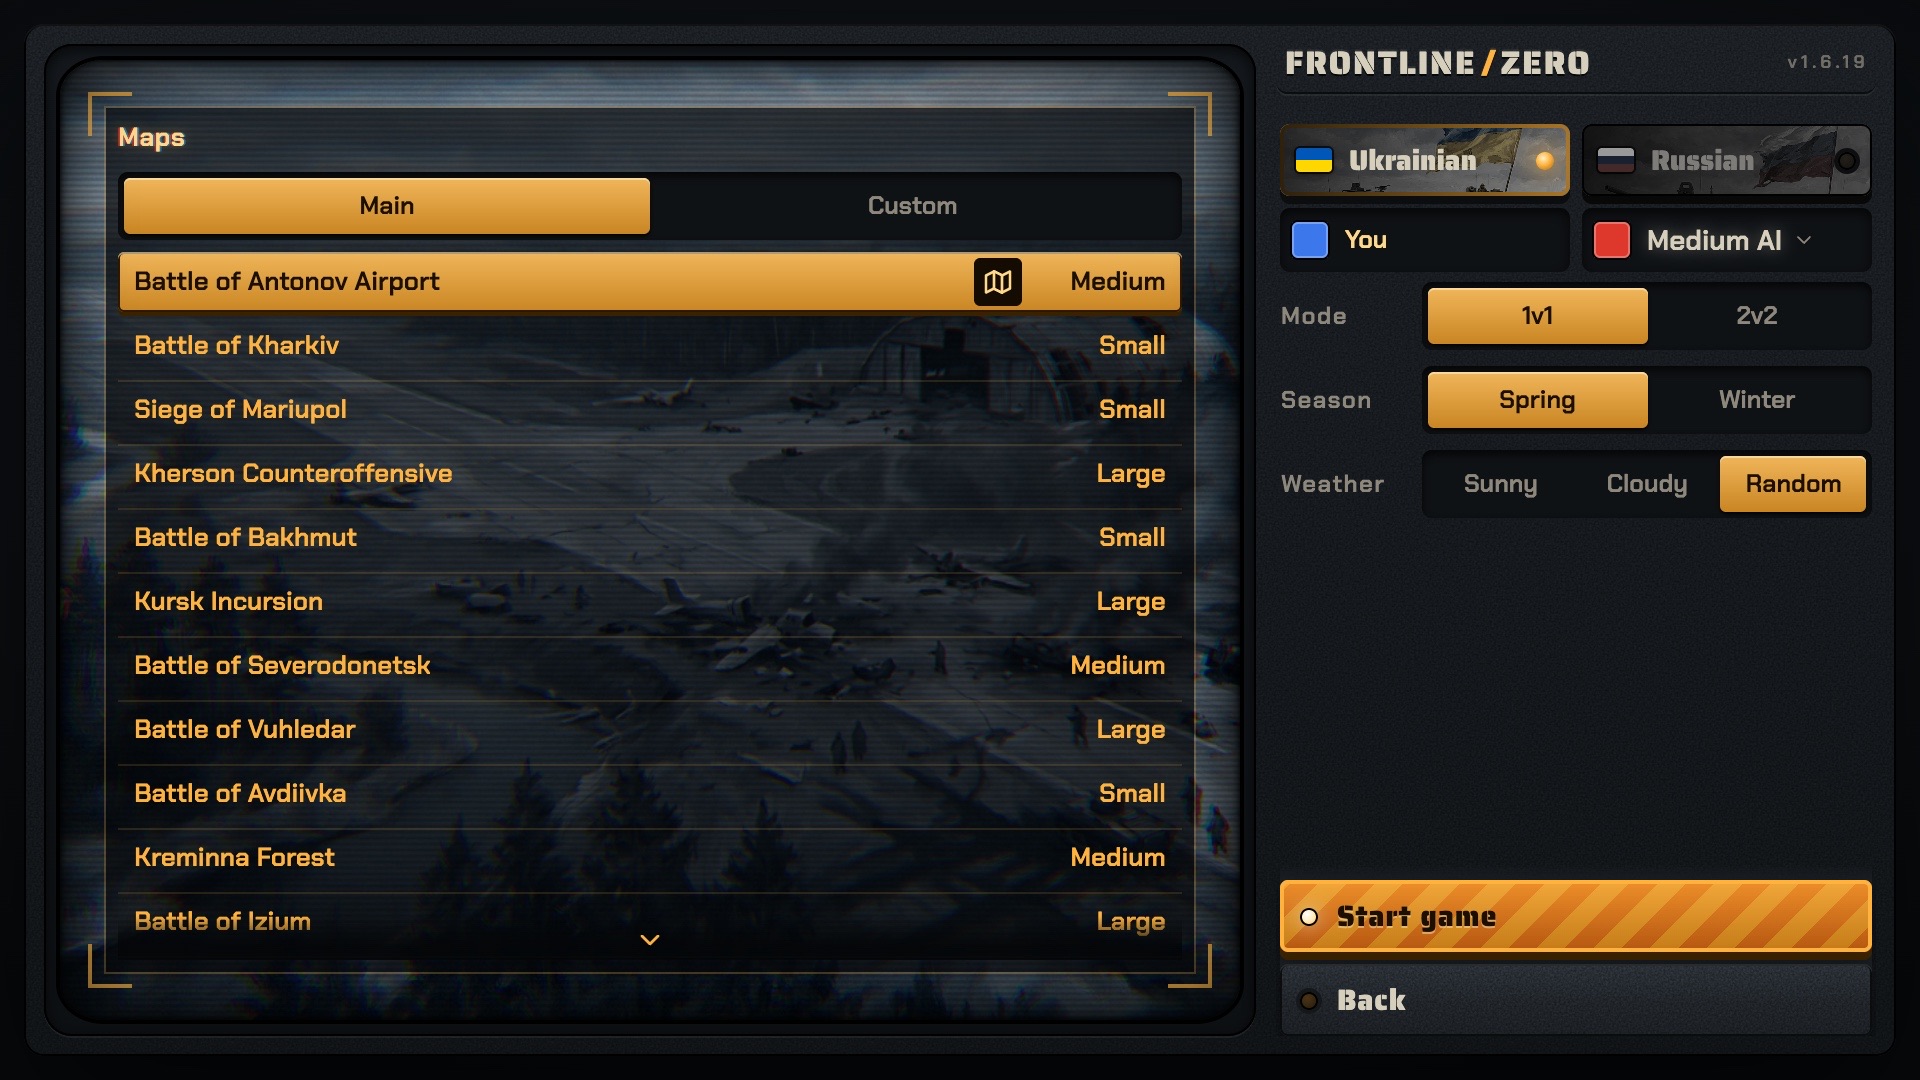 FRONTLINE/ZERO
v1.6.19
Maps
Main
Custom
Battle of Antonov Airport
Medium
Battle of Kharkiv
Small
Siege of Mariupol
Small
Kherson Counteroffensive
Large
Battle of Bakhmut
Small
Kursk Incursion
Large
Battle of Severodonetsk
Medium
Battle of Vuhledar
Large
Battle of Avdiivka
Small
Kreminna Forest
Medium
Battle of Izium
Large
Ukrainian
Russian
You
Medium AI
Mode
1v1
2v2
Season
Spring
Winter
Weather
Sunny
Cloudy
Random
Start game
Back